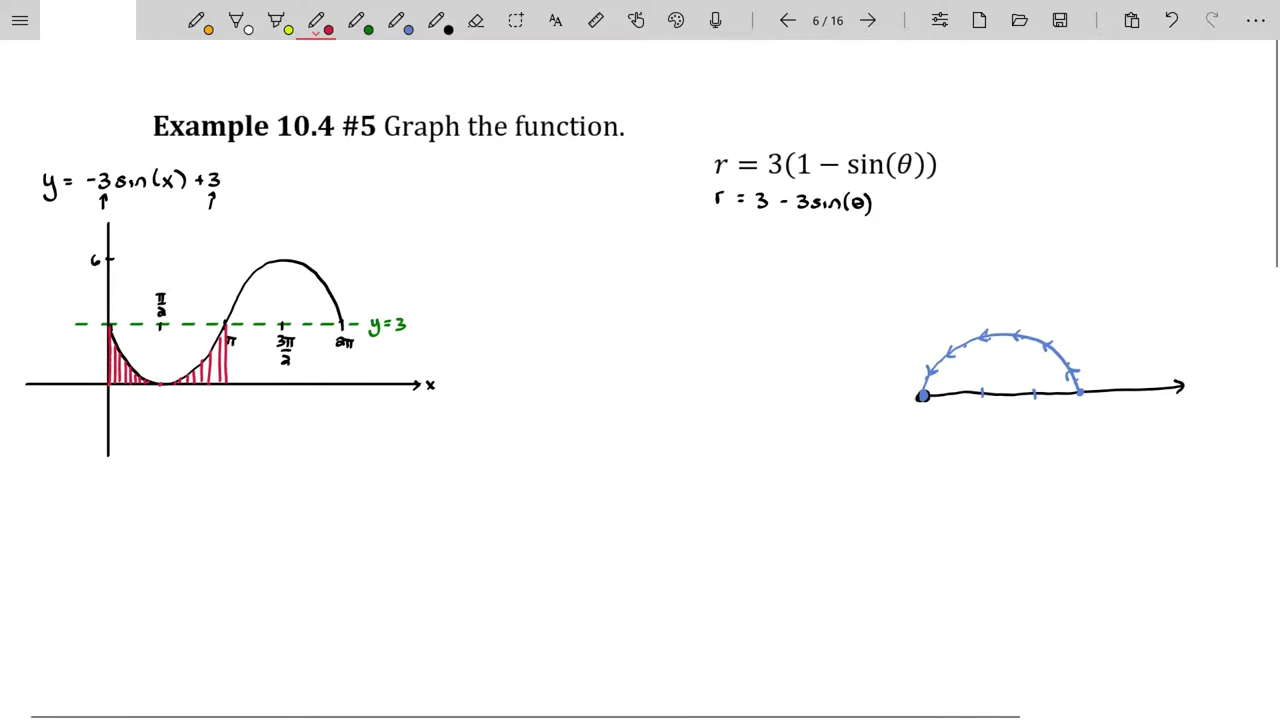 6 / 16
Example 10.4 #5 Graph the function.
r = 3(1 − sin(θ))
y = -3sin(x) +3
r = 3 - 3sin(θ)
6
π/2
y=3
π
3π/2
2π
x